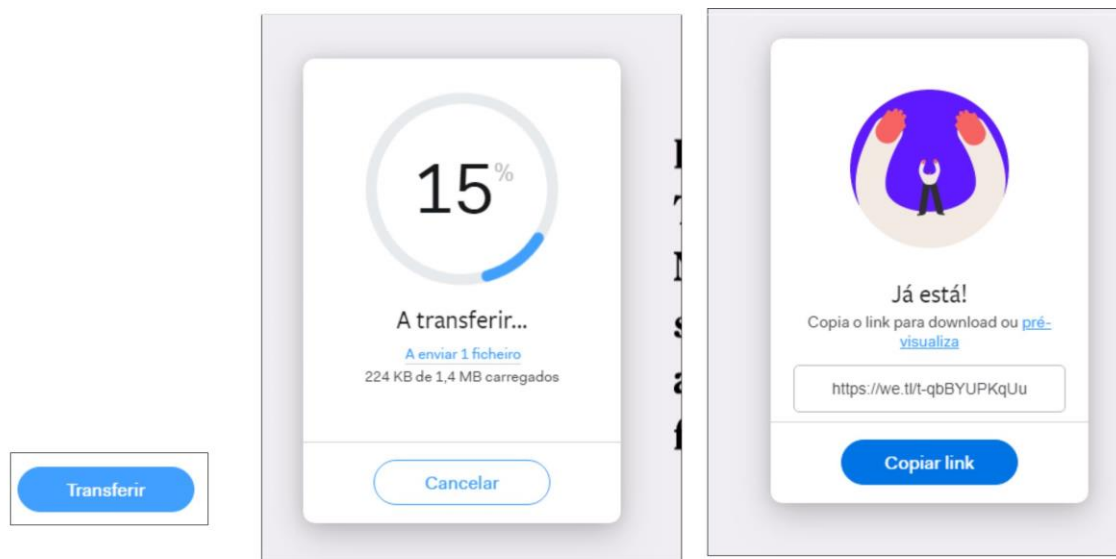 Transferir
15%
A transferir...
A enviar 1 ficheiro
224 KB de 1,4 MB carregados
Cancelar
Já está!
Copia o link para download ou pré-
visualiza
https://we.tl/t-qbBYUPKqUu
Copiar link